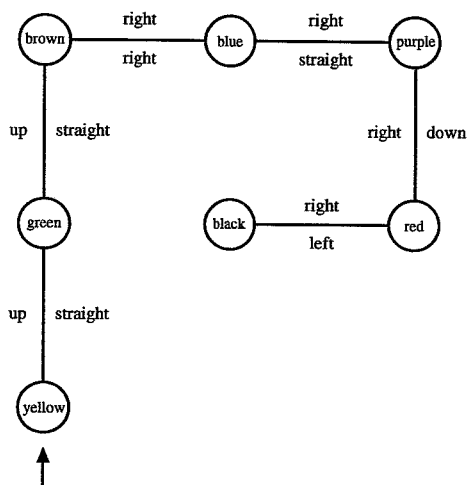 right right
brown blue purple
right straight
up straight right down
right
green black red
left
up straight
yellow